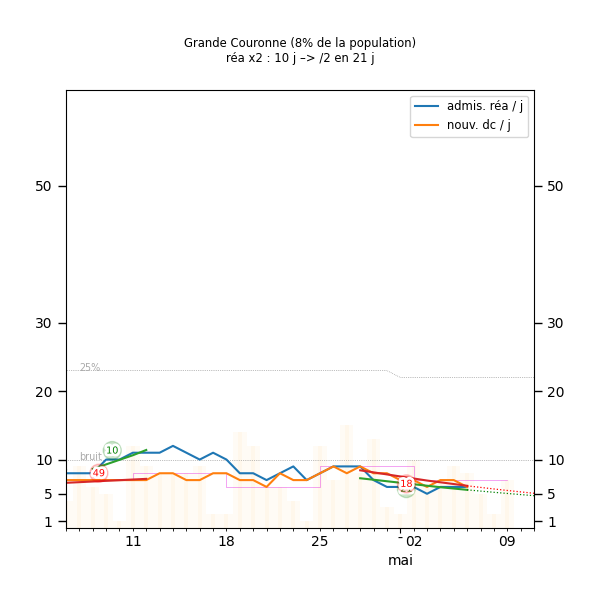 Grande Couronne (8% de la population)
réa x2 : 10 j –> /2 en 21 j
admis. réa / j
nouv. dc / j
50 50
30 30
25%
20 20
10
bruit
10 10
49
18
5 5
1 1
11 18 25 02 09
mai